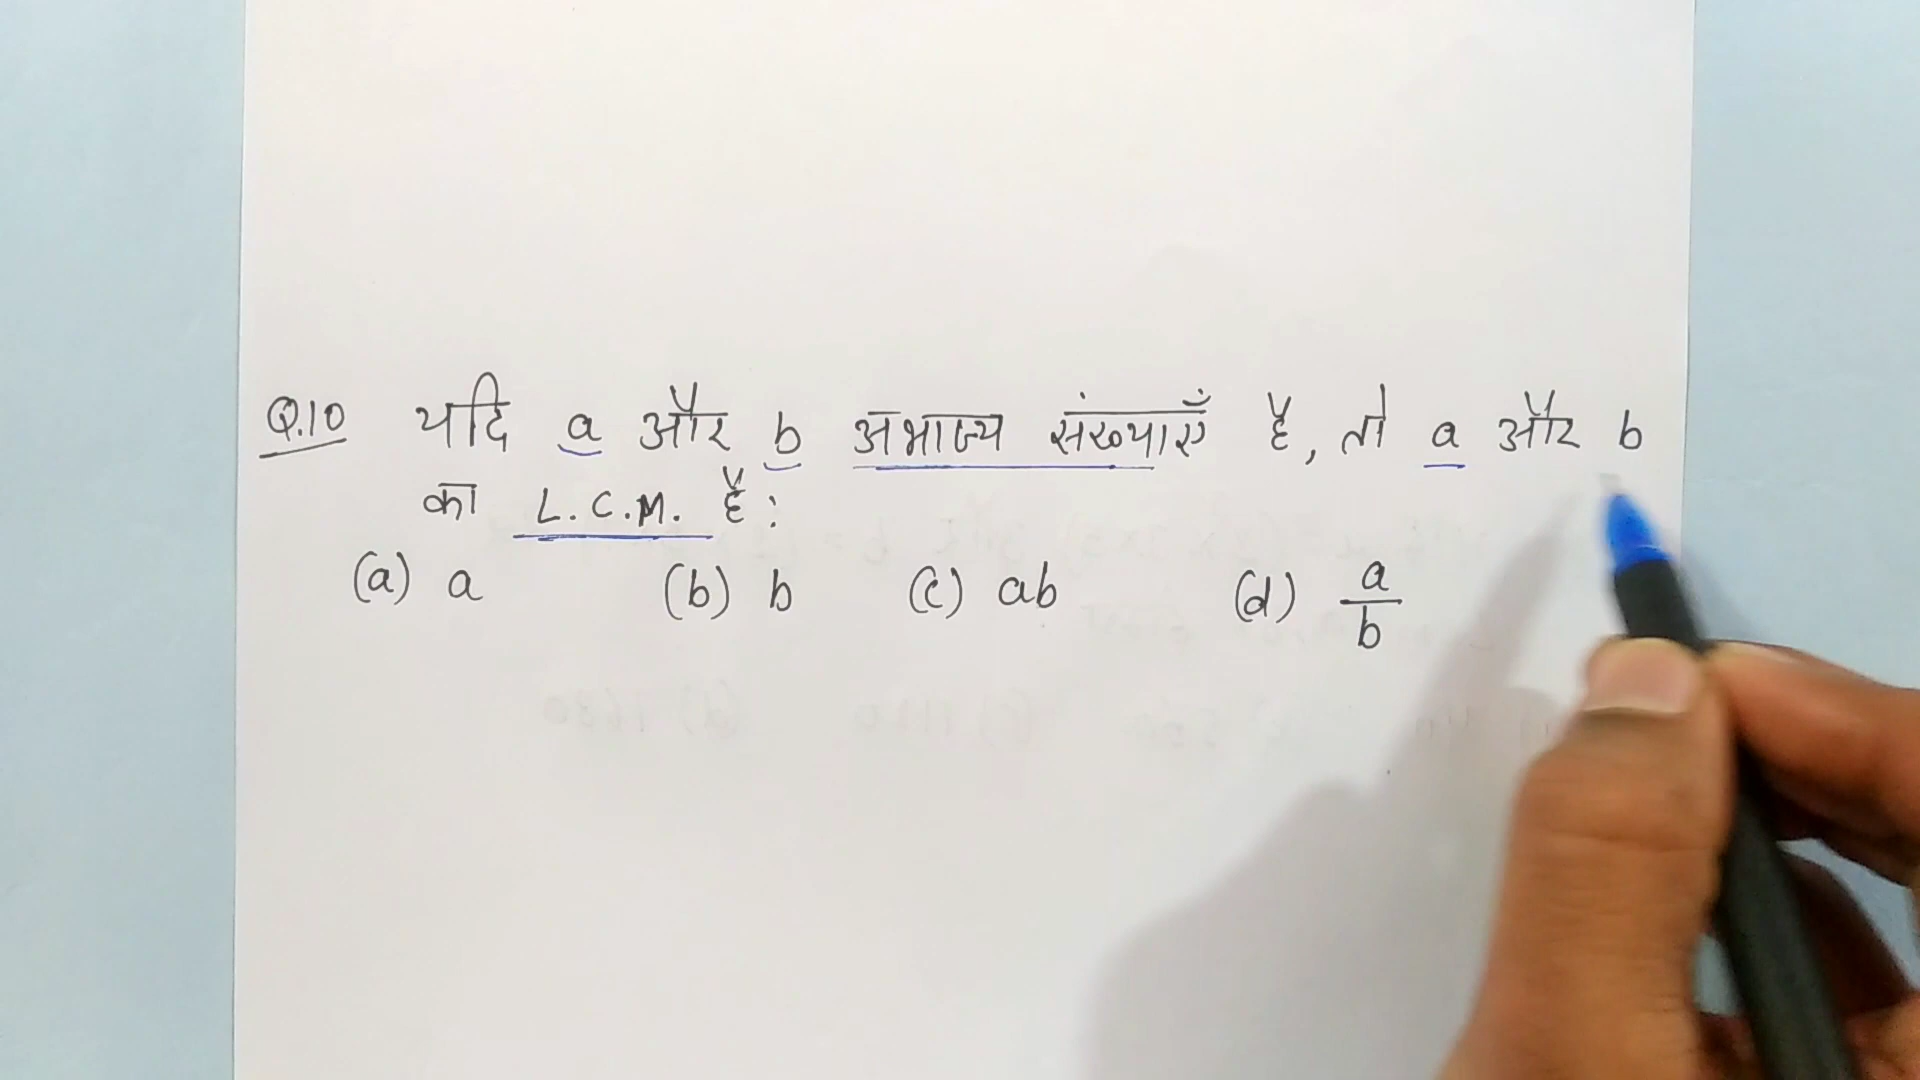 Q.10 यदि a और b अभाज्य संख्याएँ है, तो a और b
का L.C.M. है:
(a) a (b) b (c) ab (d) a/b